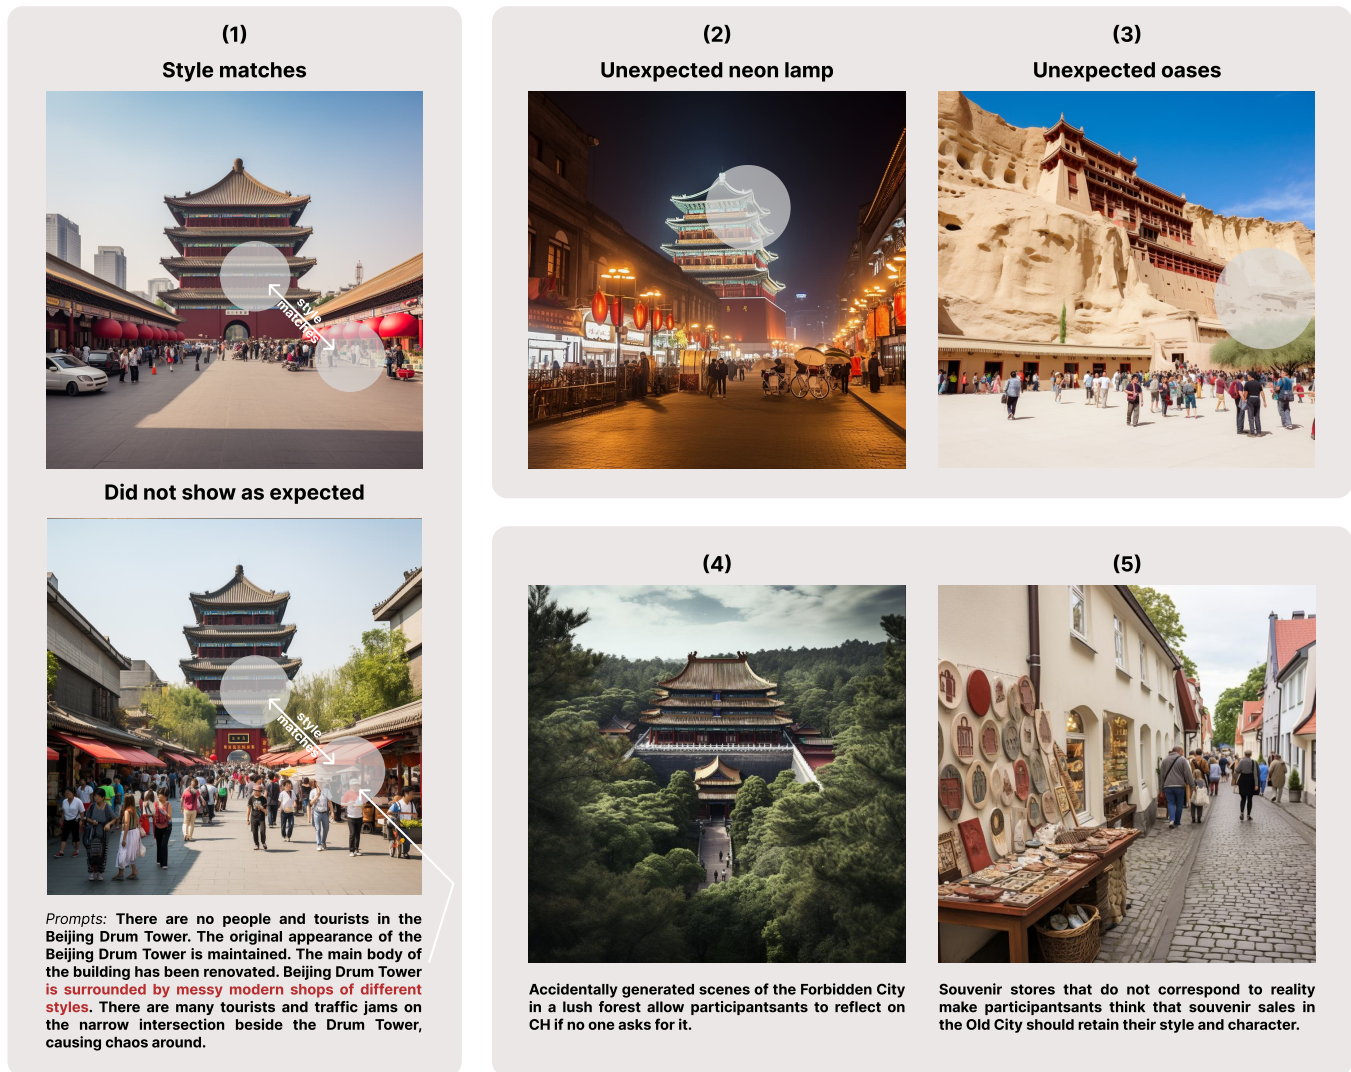 (1)
Style matches
style
matches
Did not show as expected
style
matches
Prompts: There are no people and tourists in the
Beijing Drum Tower. The original appearance of the
Beijing Drum Tower is maintained. The main body of
the building has been renovated. Beijing Drum Tower
is surrounded by messy modern shops of different
styles. There are many tourists and traffic jams on
the narrow intersection beside the Drum Tower,
causing chaos around.
(2)
Unexpected neon lamp
(3)
Unexpected oases
(4)
Accidentally generated scenes of the Forbidden City
in a lush forest allow participantsants to reflect on
CH if no one asks for it.
(5)
Souvenir stores that do not correspond to reality
make participantsants think that souvenir sales in
the Old City should retain their style and character.